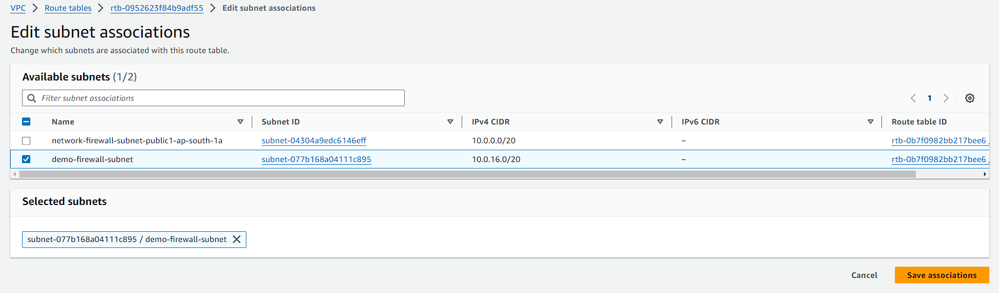 VPC > Route tables > rtb-0952623f84b9adf55 > Edit subnet associations
Edit subnet associations
Change which subnets are associated with this route table.
Available subnets (1/2)
Filter subnet associations
1
Name Subnet ID IPv4 CIDR IPv6 CIDR Route table ID
network-firewall-subnet-public1-ap-south-1a subnet-04304a9edc6146eff 10.0.0.0/20 – rtb-0b7f0982bb217bee6 /
demo-firewall-subnet subnet-077b168a04111c895 10.0.16.0/20 – rtb-0b7f0982bb217bee6 /
Selected subnets
subnet-077b168a04111c895 / demo-firewall-subnet
Cancel Save associations